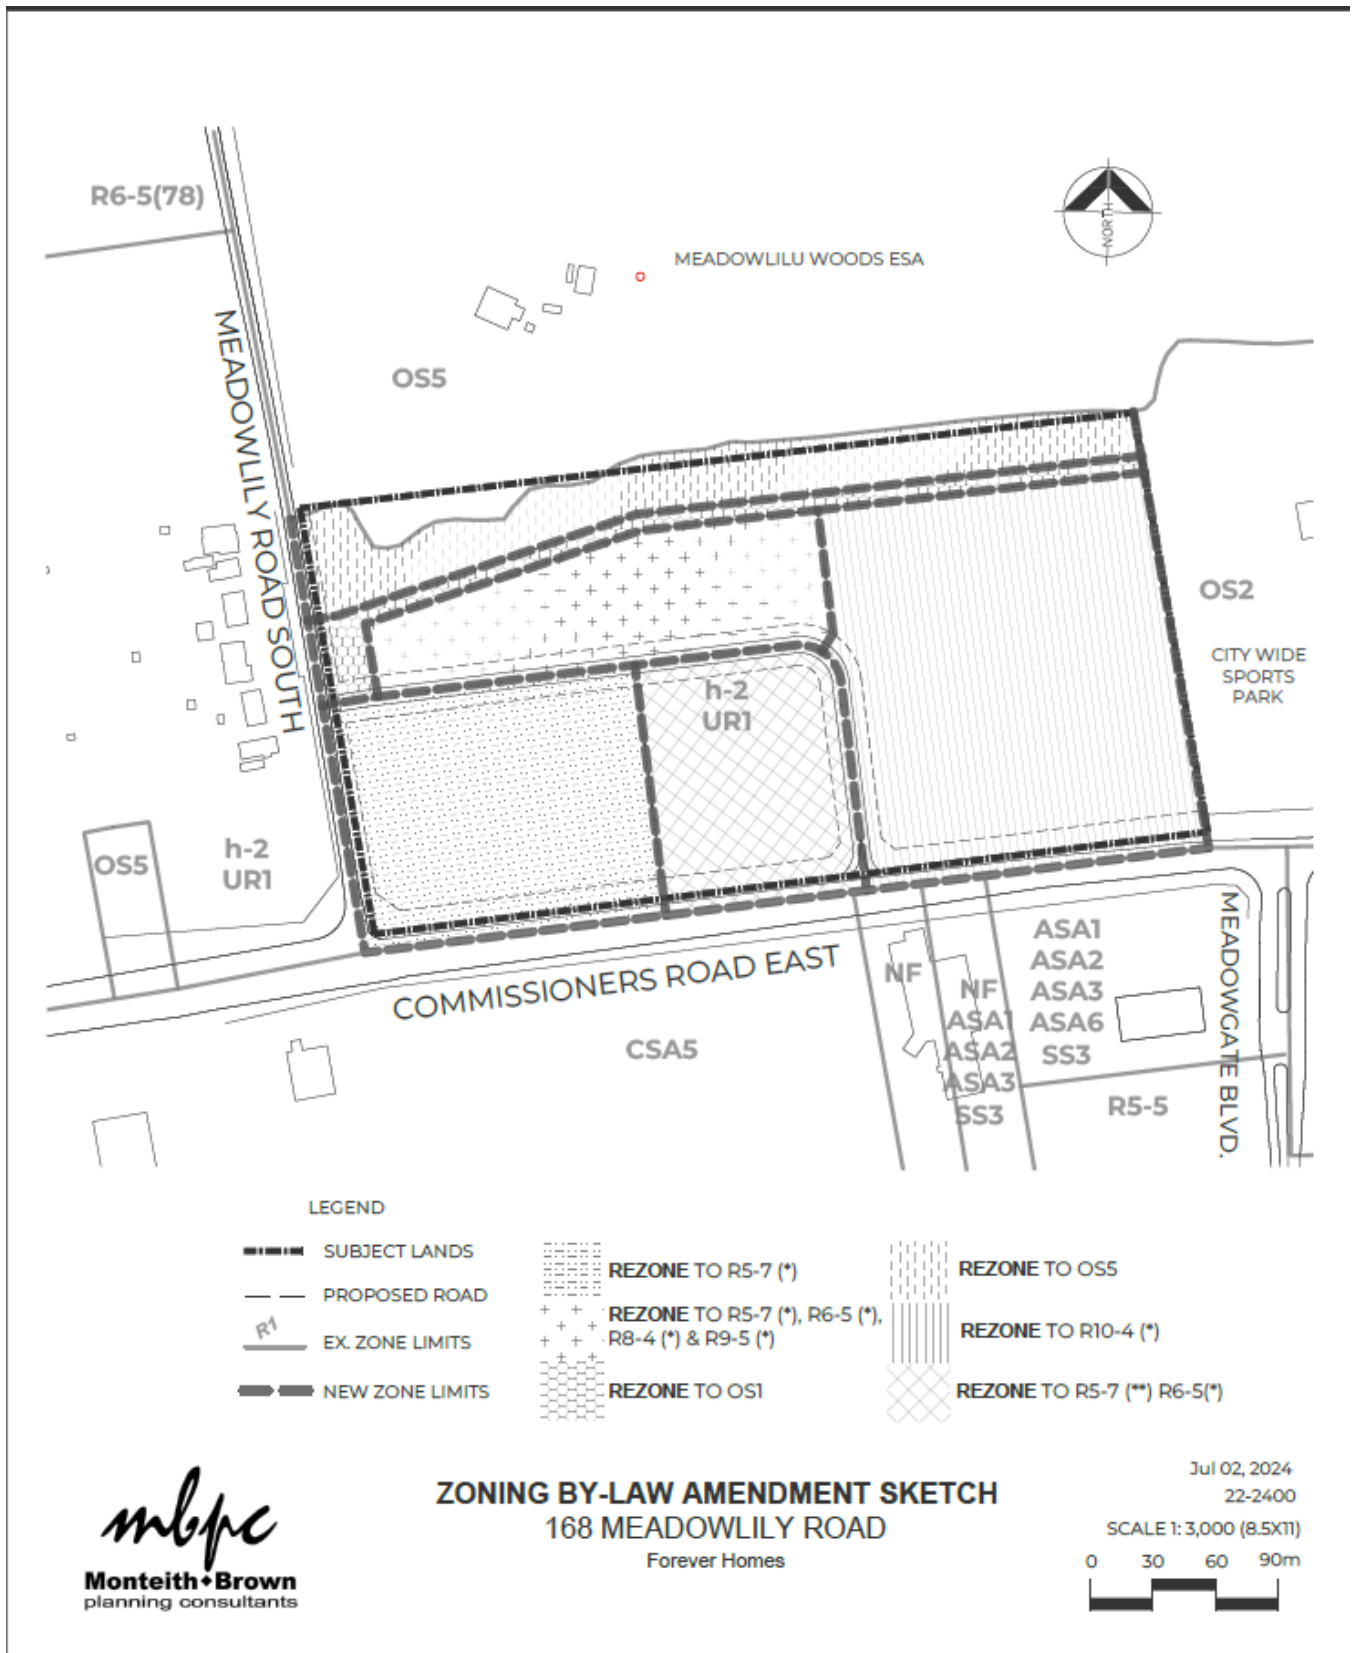 R6-5(78)
NORTH
MEADOWLILU WOODS ESA
MEADOWLILY ROAD SOUTH
OS5
OS2
CITY WIDE
SPORTS
PARK
h-2
UR1
OS5
h-2
UR1
MEADOWGATE BLVD.
COMMISSIONERS ROAD EAST
NF
NF
ASA1
ASA2
ASA3
SS3
ASA1
ASA2
ASA3
ASA6
SS3
CSA5
R5-5
LEGEND
SUBJECT LANDS
PROPOSED ROAD
R1
EX. ZONE LIMITS
NEW ZONE LIMITS
REZONE TO R5-7 (*)
REZONE TO R5-7 (*), R6-5 (*),
R8-4 (*) & R9-5 (*)
REZONE TO OS1
REZONE TO OS5
REZONE TO R10-4 (*)
REZONE TO R5-7 (**) R6-5(*)
mbpc
Monteith◆Brown
planning consultants
ZONING BY-LAW AMENDMENT SKETCH
168 MEADOWLILY ROAD
Forever Homes
Jul 02, 2024
22-2400
SCALE 1: 3,000 (8.5X11)
0 30 60 90m